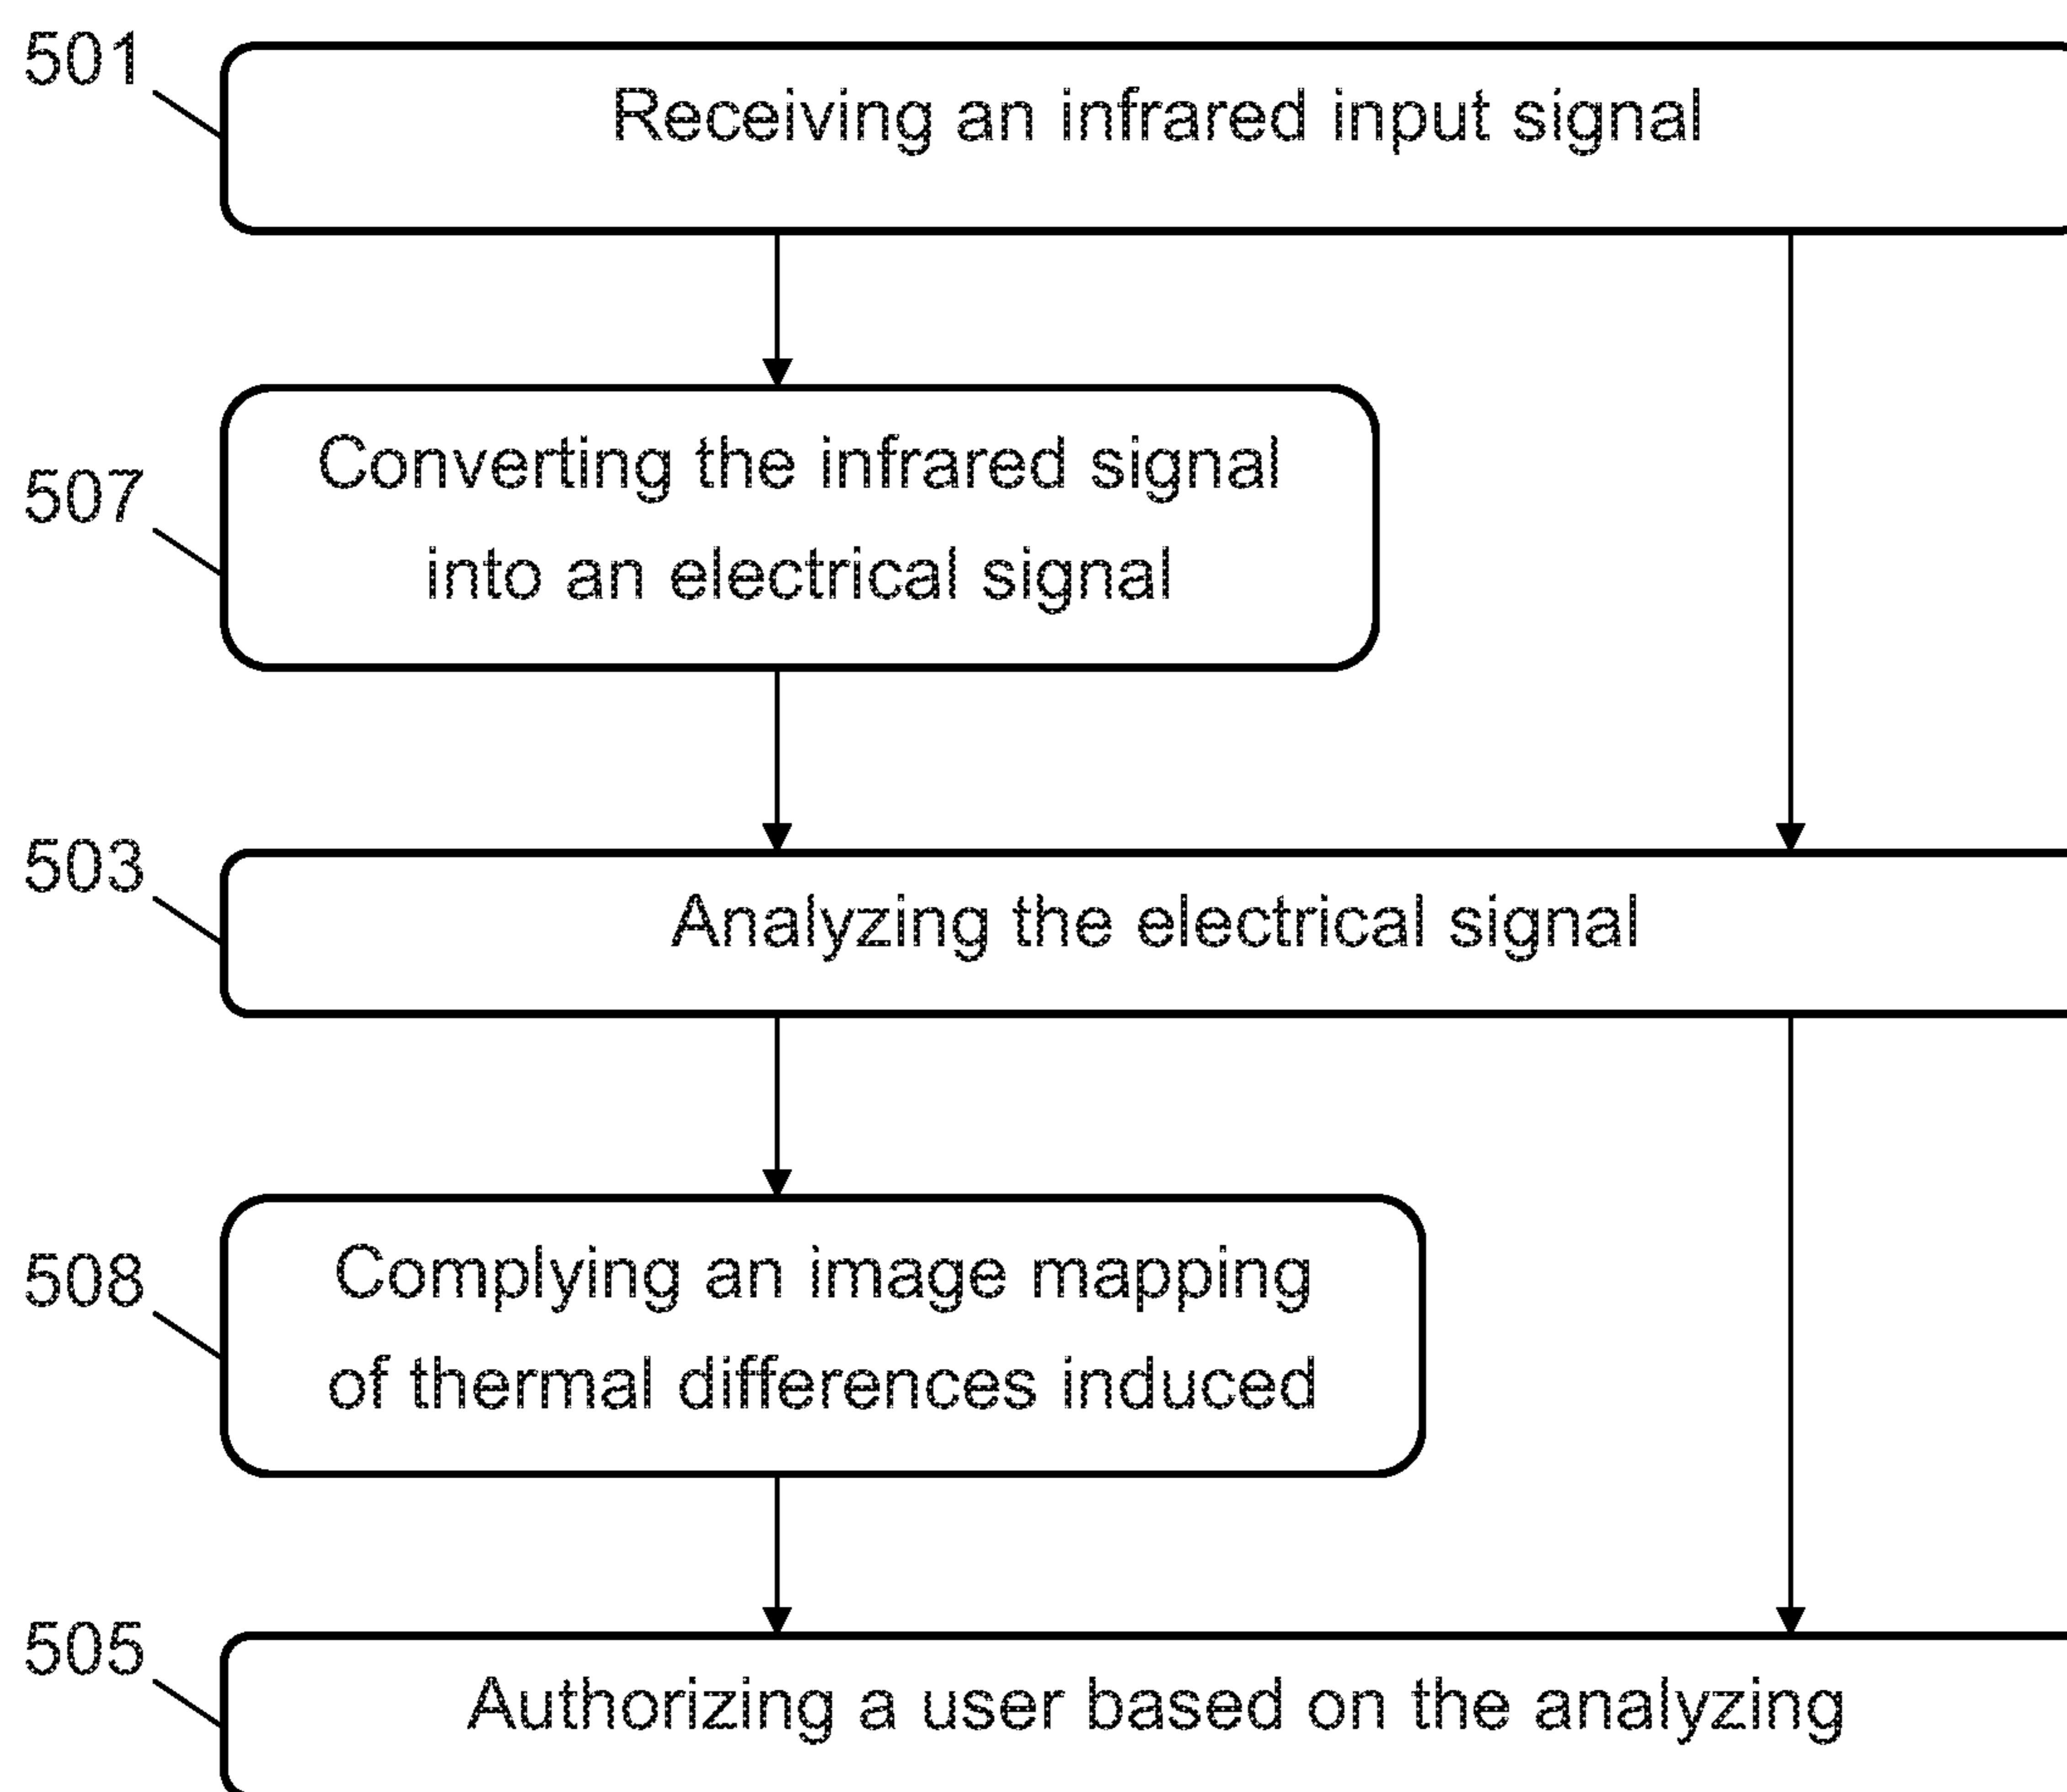 501
Receiving an infrared input signal
507
Converting the infrared signal
into an electrical signal
503
Analyzing the electrical signal
508
Complying an image mapping
of thermal differences induced
505
Authorizing a user based on the analyzing